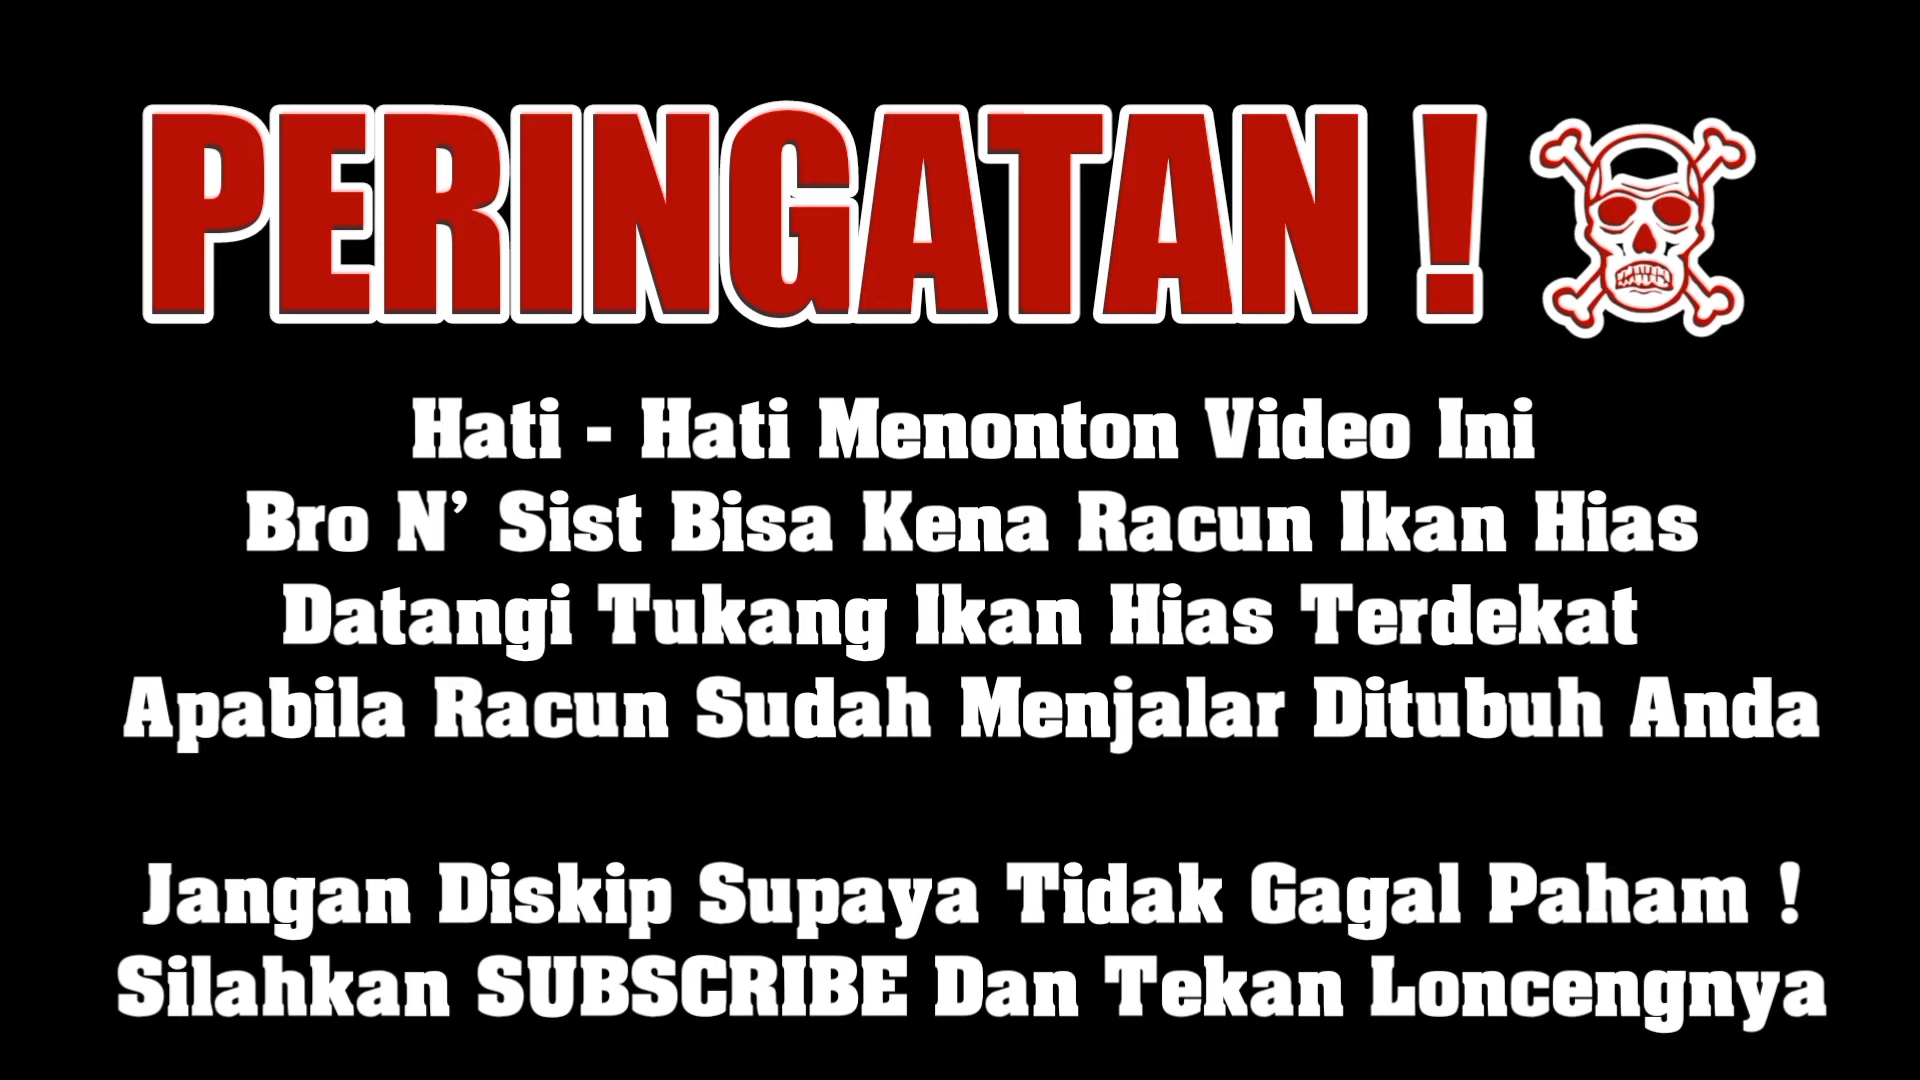 PERINGATAN !
Hati - Hati Menonton Video Ini
Bro N’ Sist Bisa Kena Racun Ikan Hias
Datangi Tukang Ikan Hias Terdekat
Apabila Racun Sudah Menjalar Ditubuh Anda
Jangan Diskip Supaya Tidak Gagal Paham !
Silahkan SUBSCRIBE Dan Tekan Loncengnya